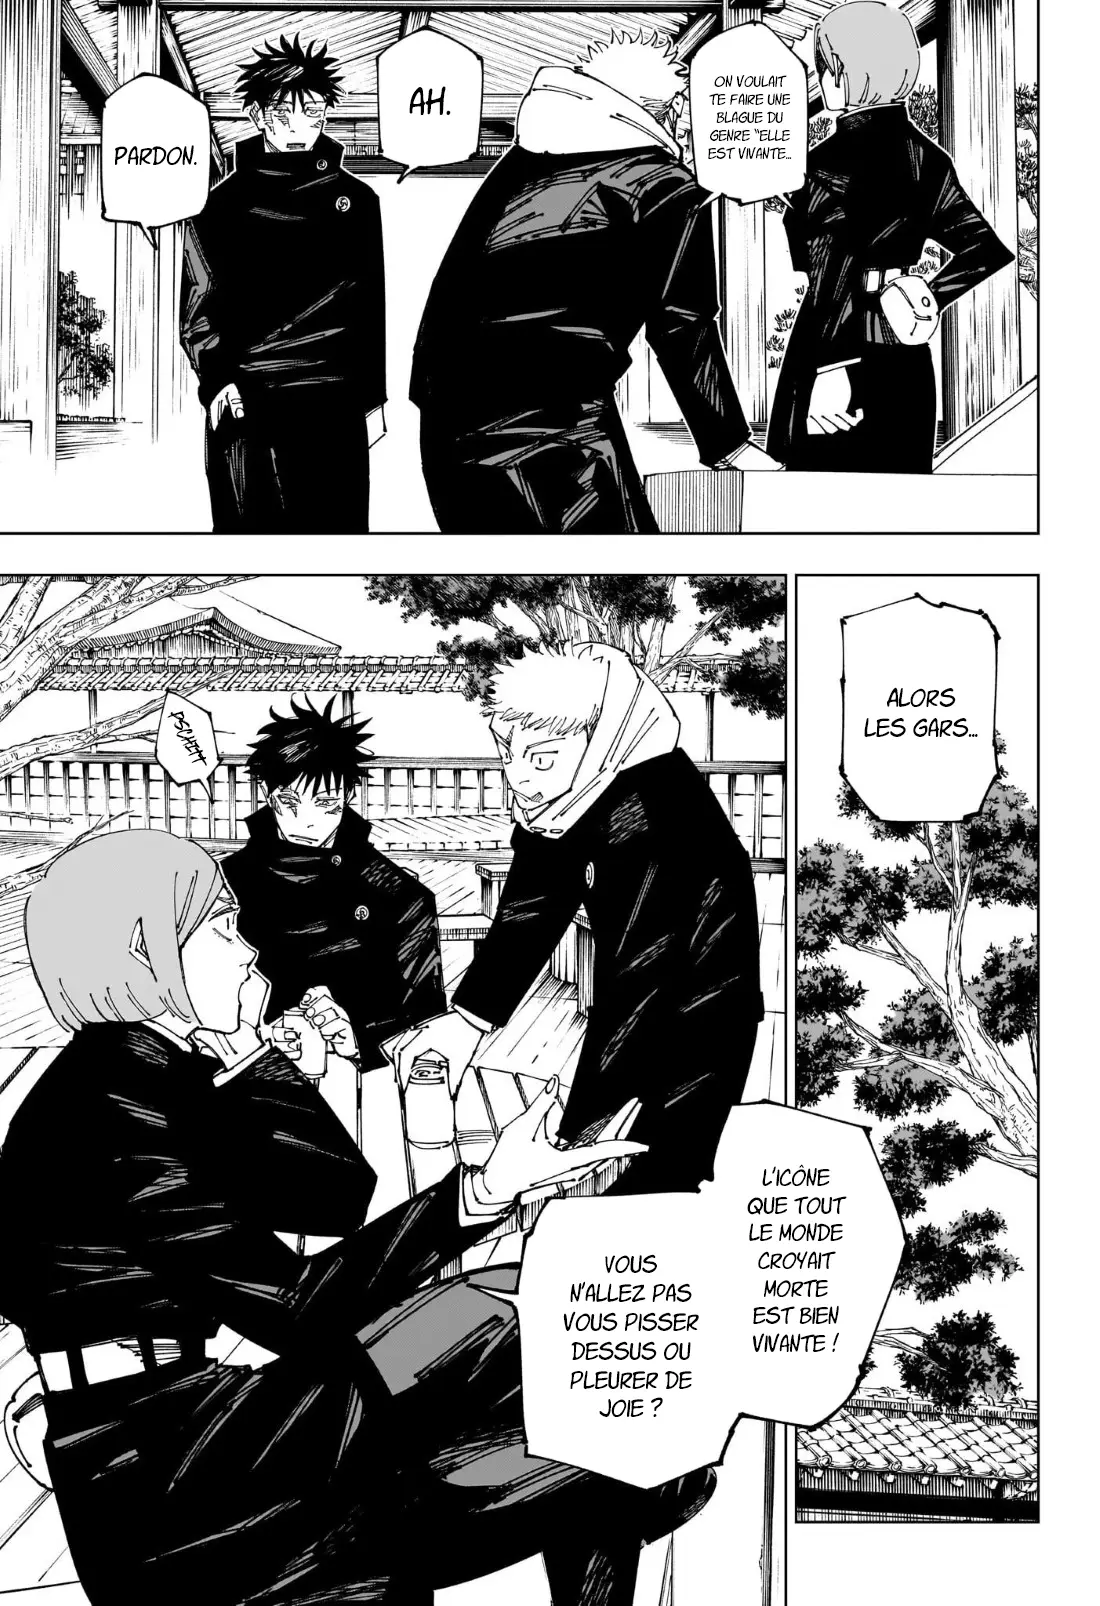 ON VOULAIT
TE FAIRE UNE
BLAGUE DU
GENRE "ELLE
EST VIVANTE...
AH.
PARDON.
ALORS
LES GARS...
L'ICÔNE
QUE TOUT
LE MONDE
CROYAIT
MORTE
EST BIEN
VIVANTE !
VOUS
N'ALLEZ PAS
VOUS PISSER
DESSUS OU
PLEURER DE
JOIE ?